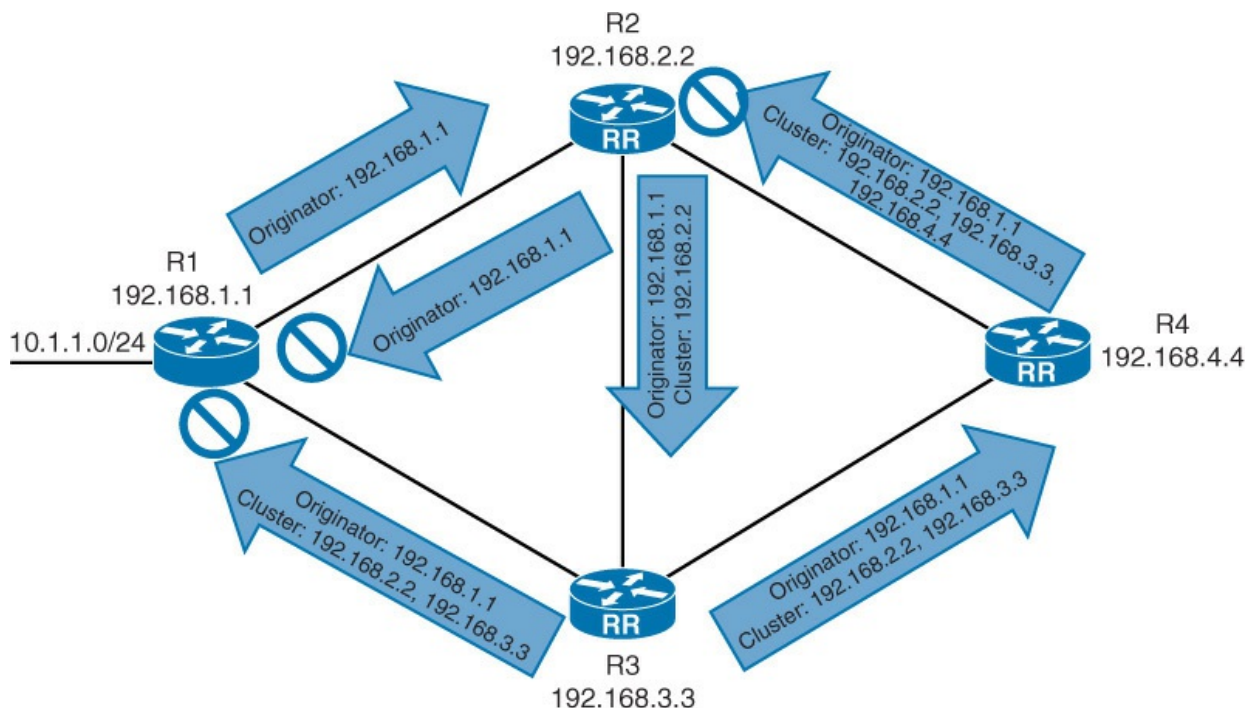 R2
192.168.2.2
RR
Originator: 192.168.1.1
Originator: 192.168.1.1
Cluster: 192.168.2.2, 192.168.3.3,
192.168.4.4
R1
192.168.1.1
10.1.1.0/24
Originator: 192.168.1.1
Originator: 192.168.1.1
Cluster: 192.168.2.2
R4
192.168.4.4
RR
Originator: 192.168.1.1
Cluster: 192.168.2.2, 192.168.3.3
Originator: 192.168.1.1
Cluster: 192.168.2.2, 192.168.3.3
RR
R3
192.168.3.3